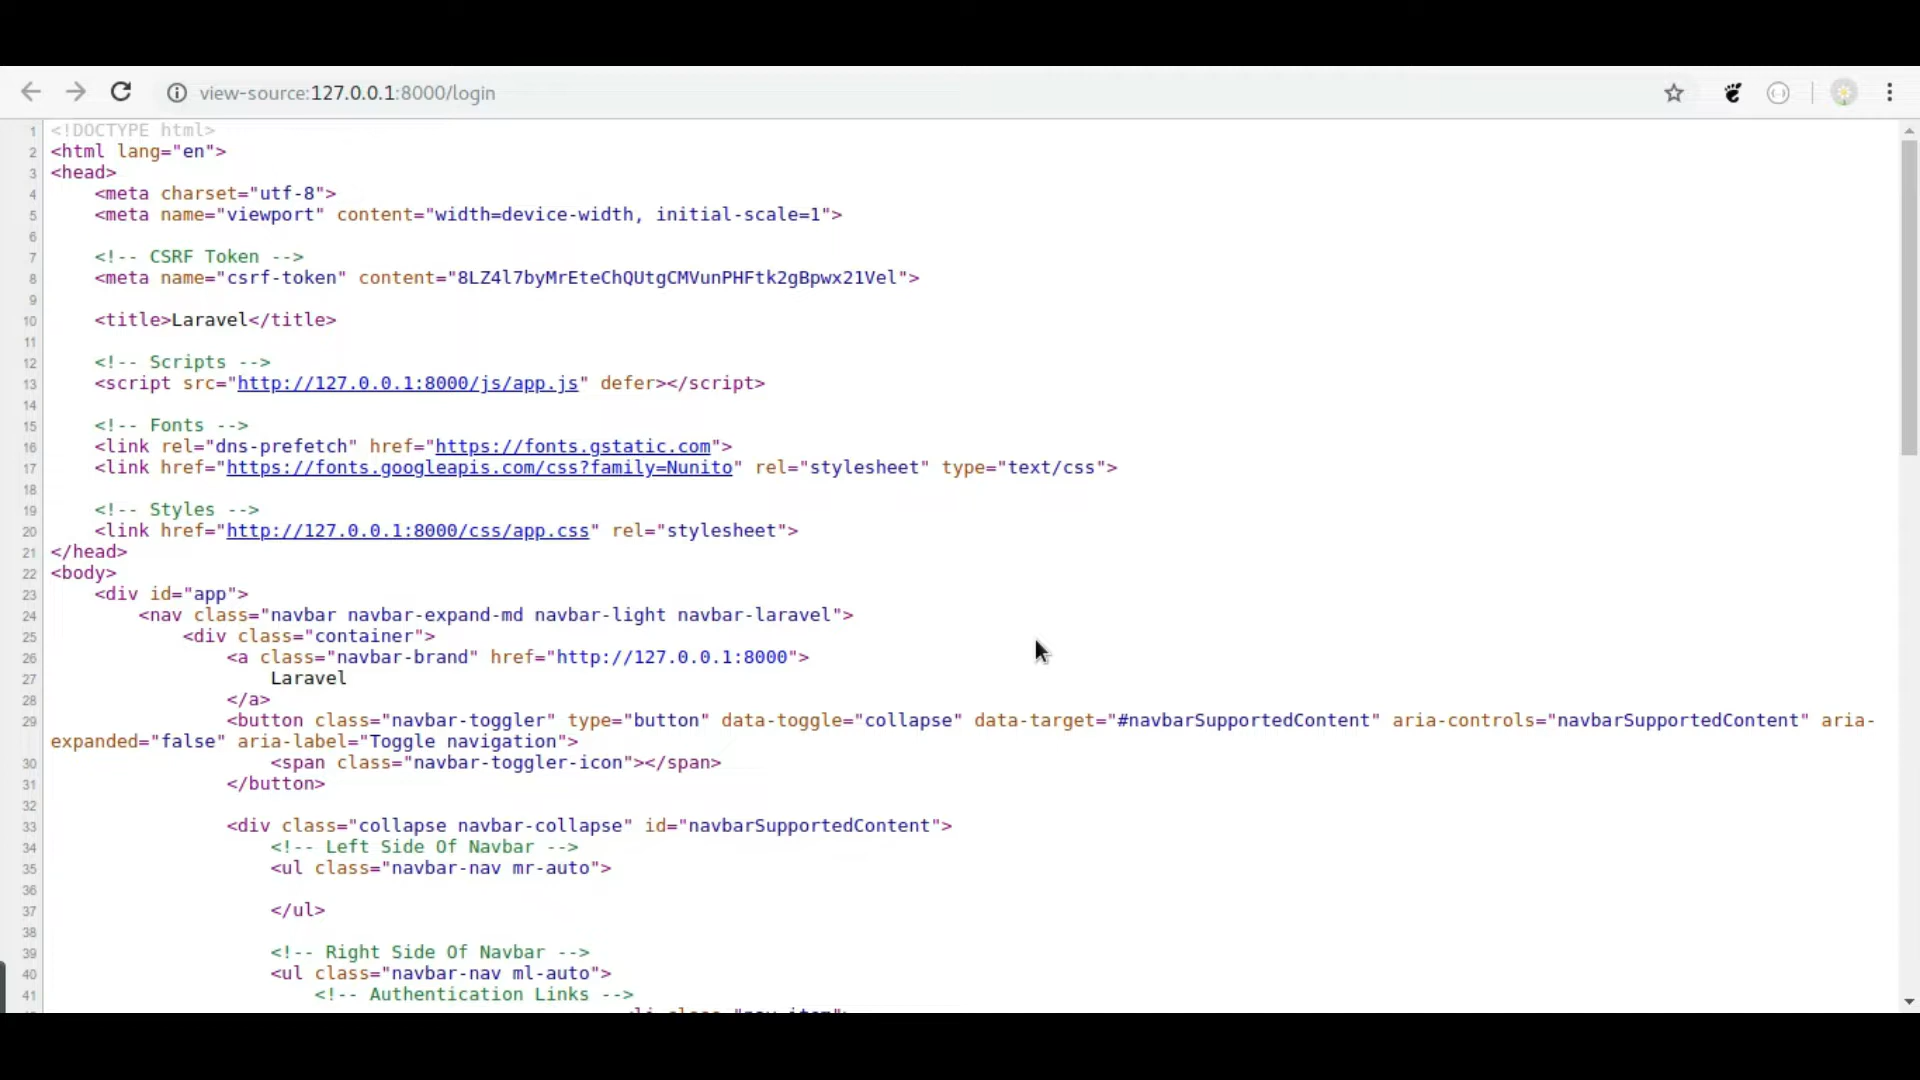 view-source:127.0.0.1:8000/login
1 <!DOCTYPE html>
2 <html lang="en">
3 <head>
4 <meta charset="utf-8">
5 <meta name="viewport" content="width=device-width, initial-scale=1">
6
7 <!-- CSRF Token -->
8 <meta name="csrf-token" content="8LZ4l7byMrEteChQUtgCMVunPHFtk2gBpwx21Vel">
9
10 <title>Laravel</title>
11
12 <!-- Scripts -->
13 <script src="http://127.0.0.1:8000/js/app.js" defer></script>
14
15 <!-- Fonts -->
16 <link rel="dns-prefetch" href="https://fonts.gstatic.com">
17 <link href="https://fonts.googleapis.com/css?family=Nunito" rel="stylesheet" type="text/css">
18
19 <!-- Styles -->
20 <link href="http://127.0.0.1:8000/css/app.css" rel="stylesheet">
21 </head>
22 <body>
23 <div id="app">
24 <nav class="navbar navbar-expand-md navbar-light navbar-laravel">
25 <div class="container">
26 <a class="navbar-brand" href="http://127.0.0.1:8000">
27 Laravel
28 </a>
29 <button class="navbar-toggler" type="button" data-toggle="collapse" data-target="#navbarSupportedContent" aria-controls="navbarSupportedContent" aria-
expanded="false" aria-label="Toggle navigation">
30 <span class="navbar-toggler-icon"></span>
31 </button>
32
33 <div class="collapse navbar-collapse" id="navbarSupportedContent">
34 <!-- Left Side Of Navbar -->
35 <ul class="navbar-nav mr-auto">
36
37 </ul>
38
39 <!-- Right Side Of Navbar -->
40 <ul class="navbar-nav ml-auto">
41 <!-- Authentication Links -->